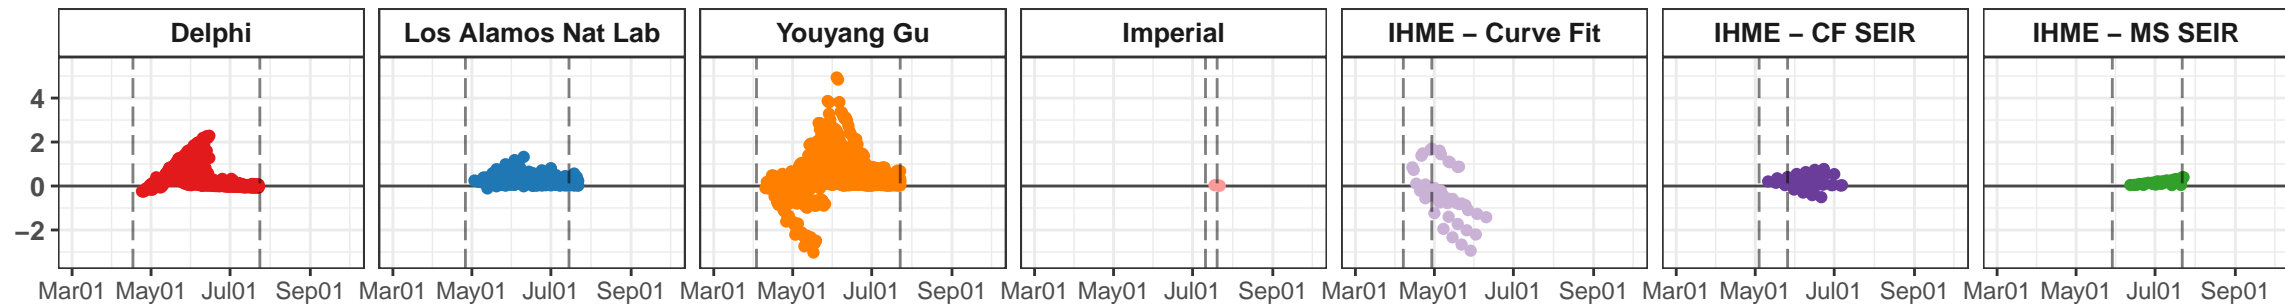 Delphi Los Alamos Nat Lab Youyang Gu Imperial IHME – Curve Fit IHME – CF SEIR IHME – MS SEIR
4
2
0
−2
Mar01 May01 Jul01 Sep01 Mar01 May01 Jul01 Sep01 Mar01 May01 Jul01 Sep01 Mar01 May01 Jul01 Sep01 Mar01 May01 Jul01 Sep01 Mar01 May01 Jul01 Sep01 Mar01 May01 Jul01 Sep01